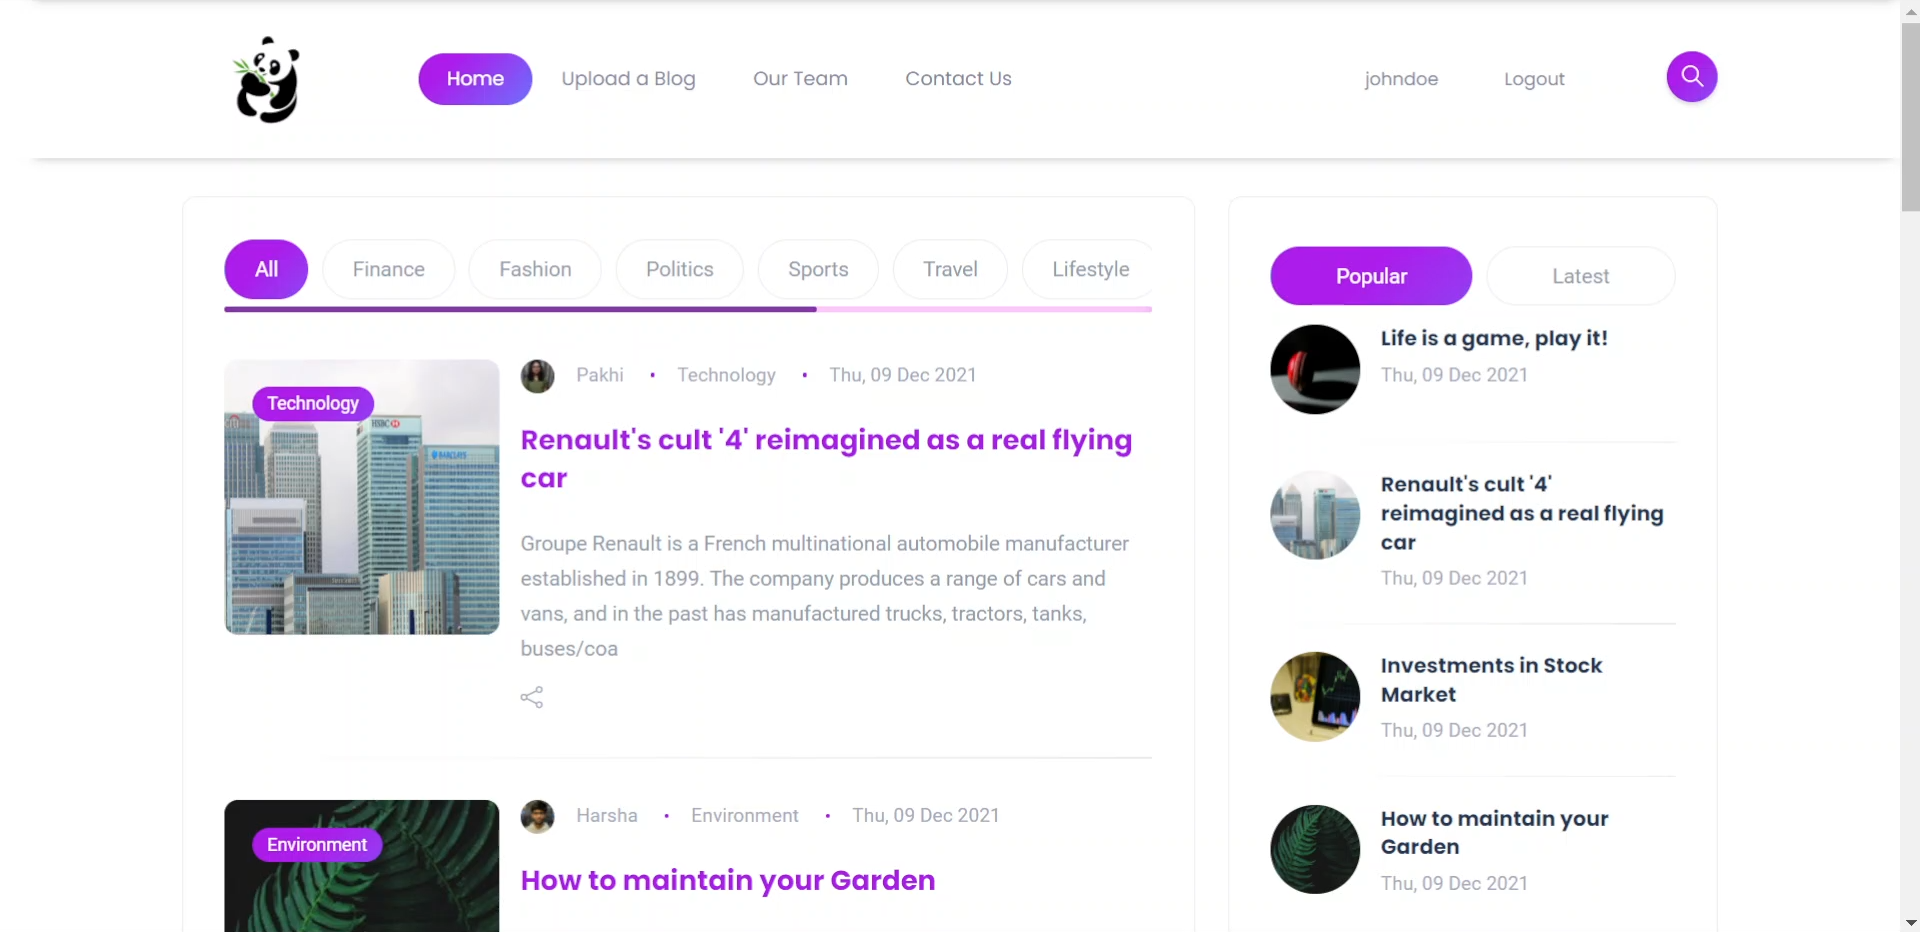 Home
Upload a Blog
Our Team
Contact Us
johndoe
Logout
All
Finance
Fashion
Politics
Sports
Travel
Lifestyle
Popular
Latest
Technology
HSBC
BARCLAYS
Pakhi • Technology • Thu, 09 Dec 2021
Renault's cult '4' reimagined as a real flying
car
Groupe Renault is a French multinational automobile manufacturer
established in 1899. The company produces a range of cars and
vans, and in the past has manufactured trucks, tractors, tanks,
buses/coa
Environment
Harsha • Environment • Thu, 09 Dec 2021
How to maintain your Garden
Life is a game, play it!
Thu, 09 Dec 2021
Renault's cult '4'
reimagined as a real flying
car
Thu, 09 Dec 2021
Investments in Stock
Market
Thu, 09 Dec 2021
How to maintain your
Garden
Thu, 09 Dec 2021